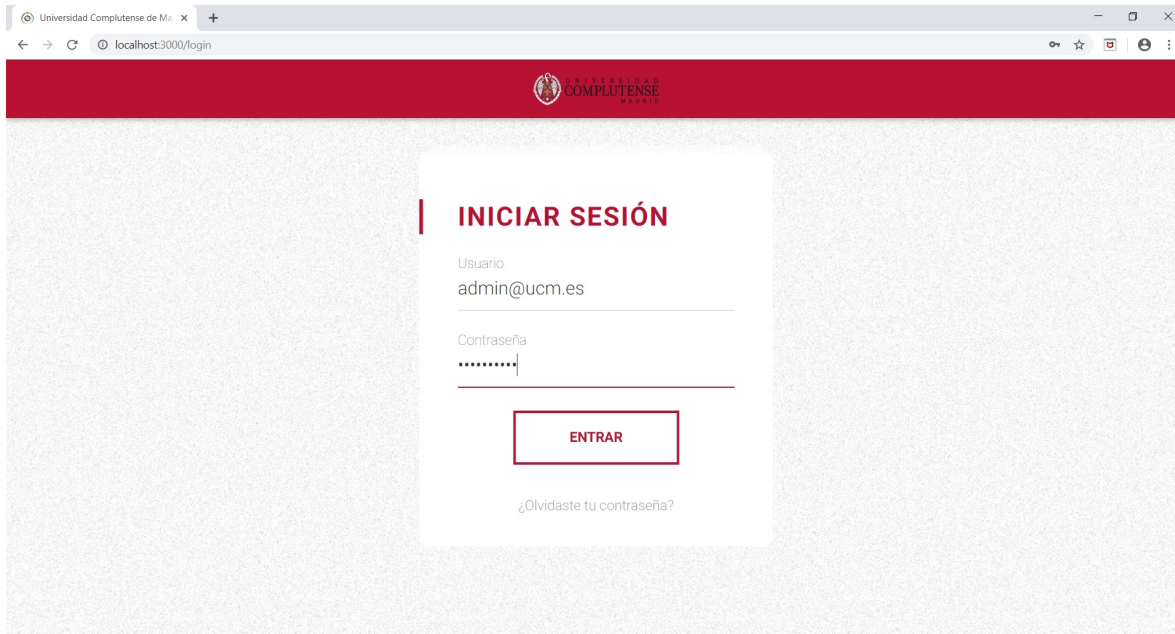 Universidad Complutense de Ma
localhost:3000/login
UNIVERSIDAD
COMPLUTENSE
MADRID
INICIAR SESIÓN
Usuario
admin@ucm.es
Contraseña
••••••••••
ENTRAR
¿Olvidaste tu contraseña?